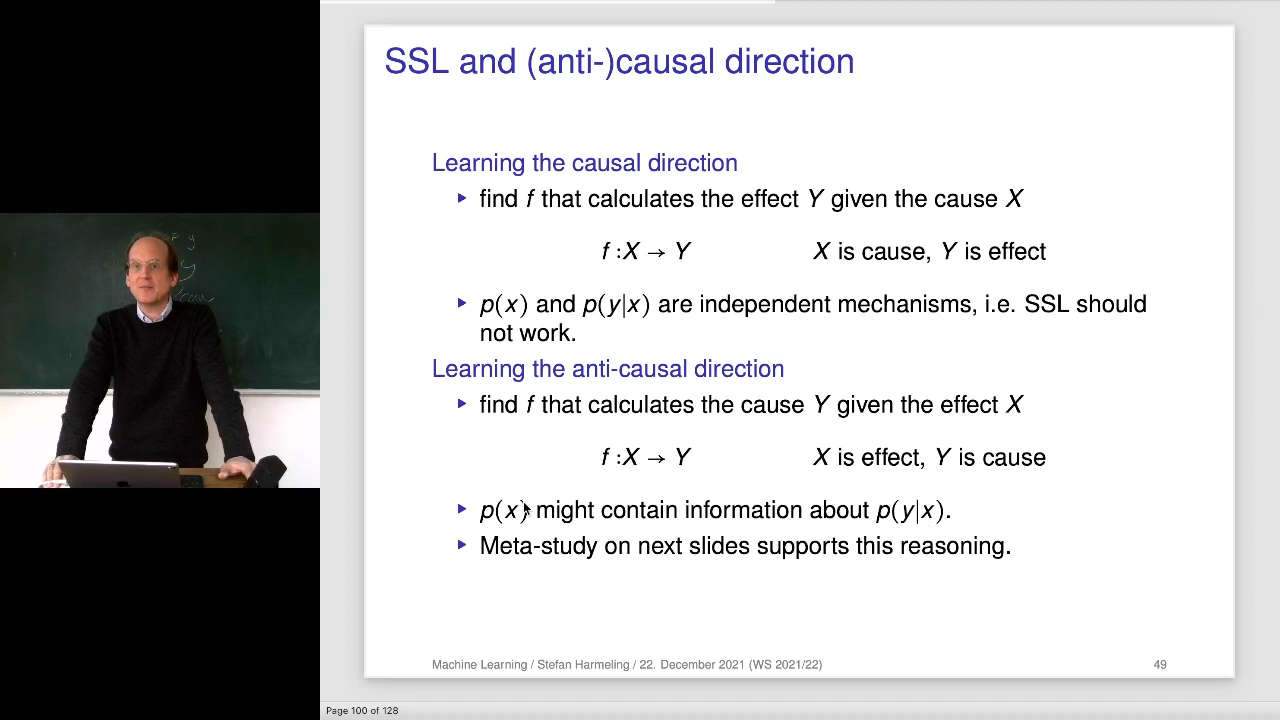 SSL and (anti-)causal direction
Learning the causal direction
▸ find f that calculates the effect Y given the cause X
f : X → Y X is cause, Y is effect
▸ p(x) and p(y|x) are independent mechanisms, i.e. SSL should
not work.
Learning the anti-causal direction
▸ find f that calculates the cause Y given the effect X
f : X → Y X is effect, Y is cause
▸ p(x) might contain information about p(y|x).
▸ Meta-study on next slides supports this reasoning.
Machine Learning / Stefan Harmeling / 22. December 2021 (WS 2021/22) 49
Page 100 of 128